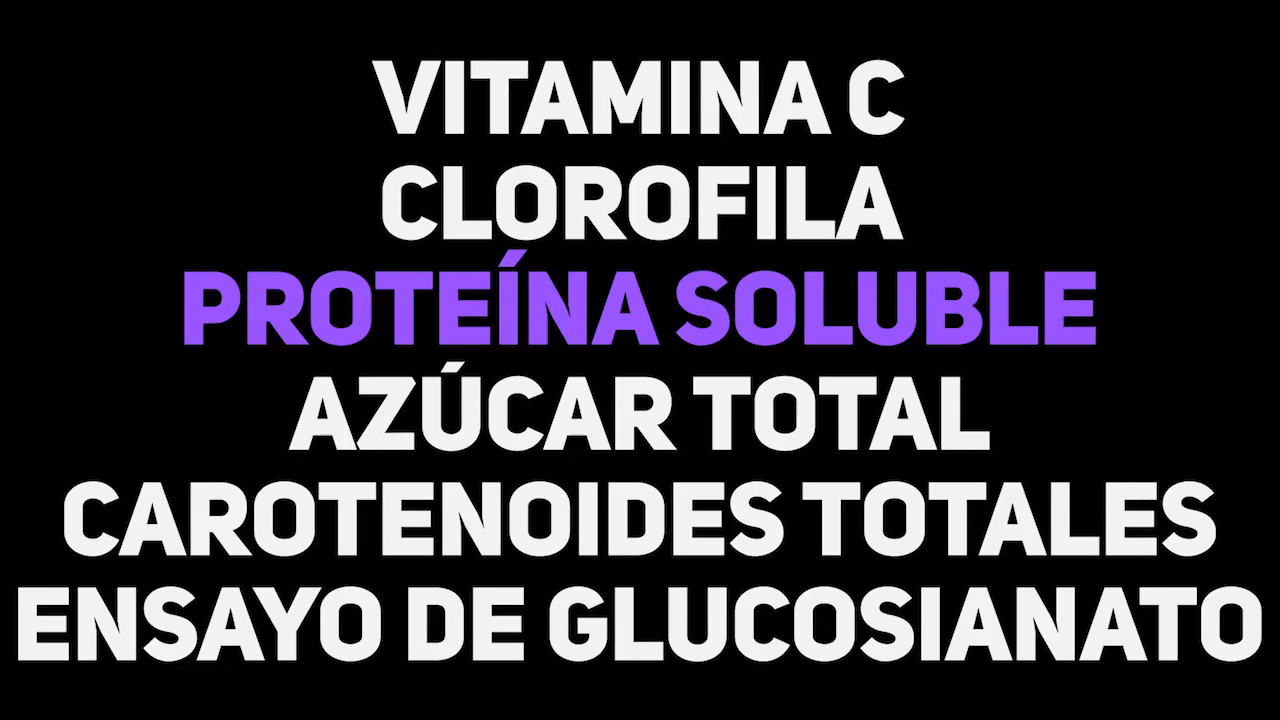 VITAMINA C
CLOROFILA
PROTEÍNA SOLUBLE
AZÚCAR TOTAL
CAROTENOIDES TOTALES
ENSAYO DE GLUCOSIANATO